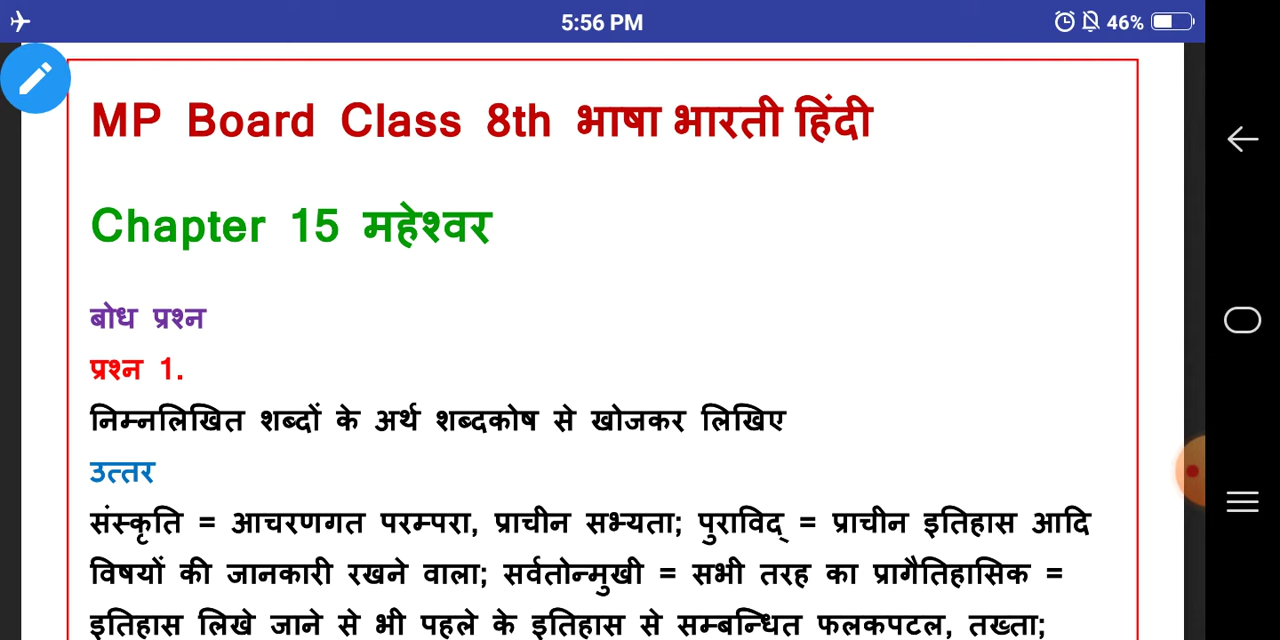 5:56 PM
46%
MP Board Class 8th भाषा भारती हिंदी
Chapter 15 महेश्वर
बोध प्रश्न
प्रश्न 1.
निम्नलिखित शब्दों के अर्थ शब्दकोष से खोजकर लिखिए
उत्तर
संस्कृति = आचरणगत परम्परा, प्राचीन सभ्यता; पुराविद् = प्राचीन इतिहास आदि
विषयों की जानकारी रखने वाला; सर्वतोन्मुखी = सभी तरह का प्रागैतिहासिक =
इतिहास लिखे जाने से भी पहले के इतिहास से सम्बन्धित फलकपटल, तख्ता;